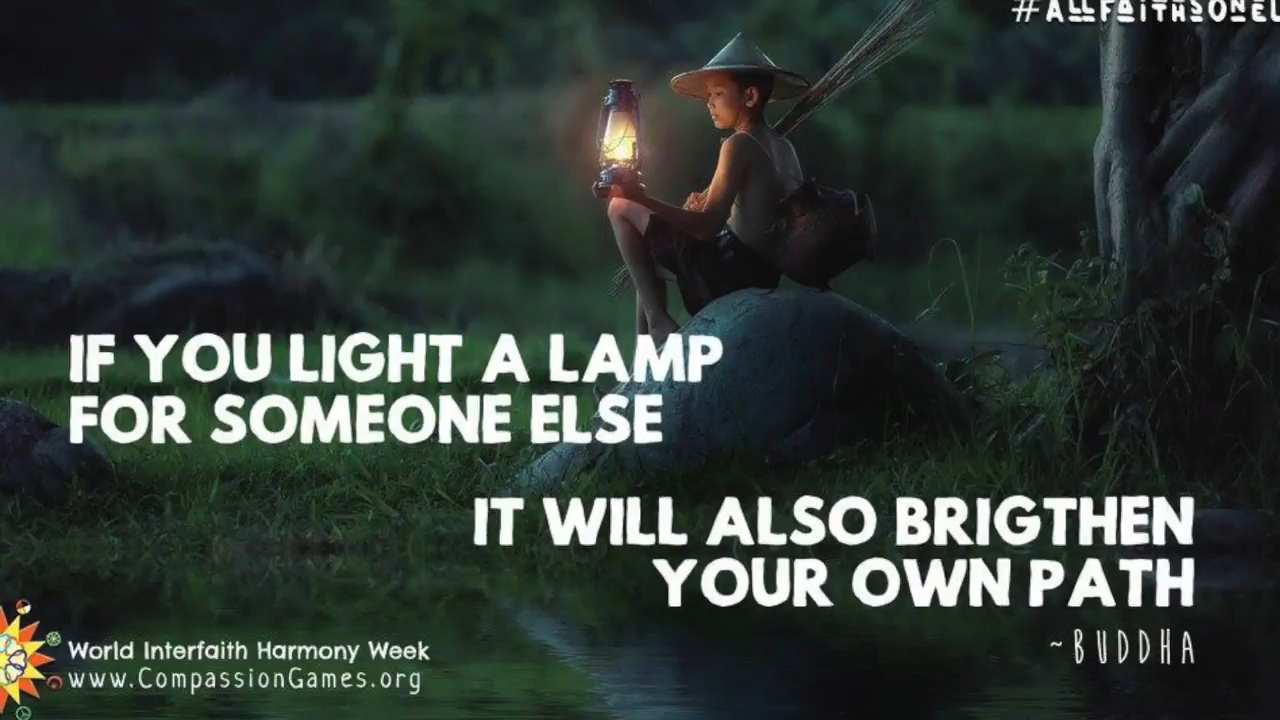 #ALLFAITHSONEL
IF YOU LIGHT A LAMP
FOR SOMEONE ELSE
IT WILL ALSO BRIGTHEN
YOUR OWN PATH
~BUDDHA
World Interfaith Harmony Week
www.CompassionGames.org